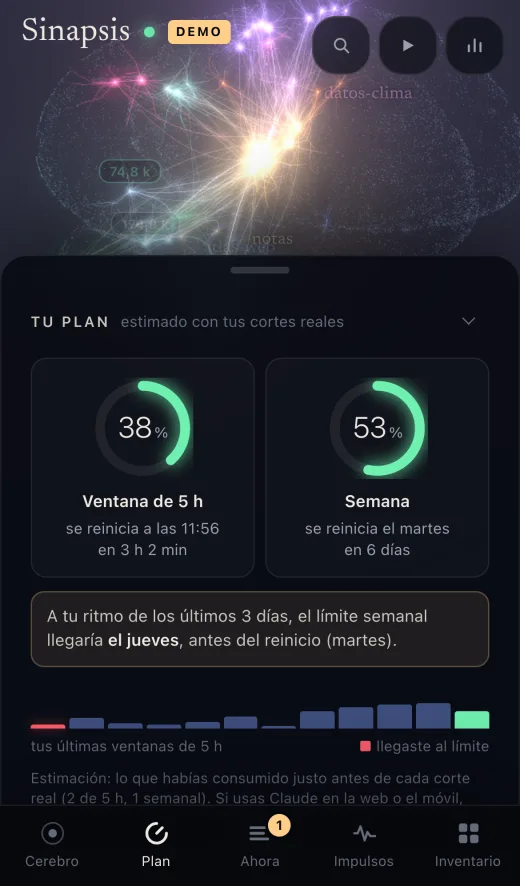 Sinapsis
DEMO
datos-clima
74,8 k
notas
TU PLAN estimado con tus cortes reales
38 %
53 %
Ventana de 5 h
Semana
se reinicia a las 11:56
en 3 h 2 min
se reinicia el martes
en 6 días
A tu ritmo de los últimos 3 días, el límite semanal
llegaría el jueves, antes del reinicio (martes).
tus últimas ventanas de 5 h
llegaste al límite
Estimación: lo que habías consumido justo antes de cada corte
real (2 de 5 h, 1 semanal). Si usas Claude en la web o el móvil,
1
Cerebro
Plan
Ahora
Impulsos
Inventario